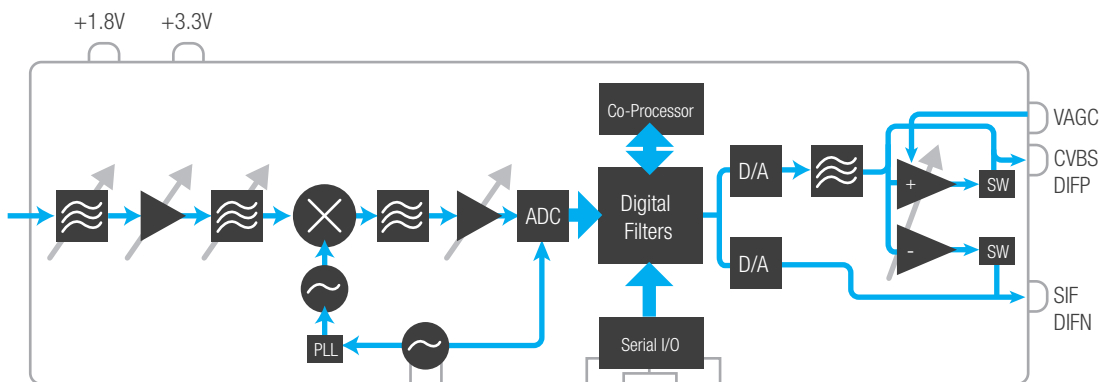 +1.8V
+3.3V
Co-Processor
VAGC
CVBS
DIFP
D/A
+
SW
ADC
Digital
Filters
D/A
-
SW
SIF
DIFN
PLL
Serial I/O